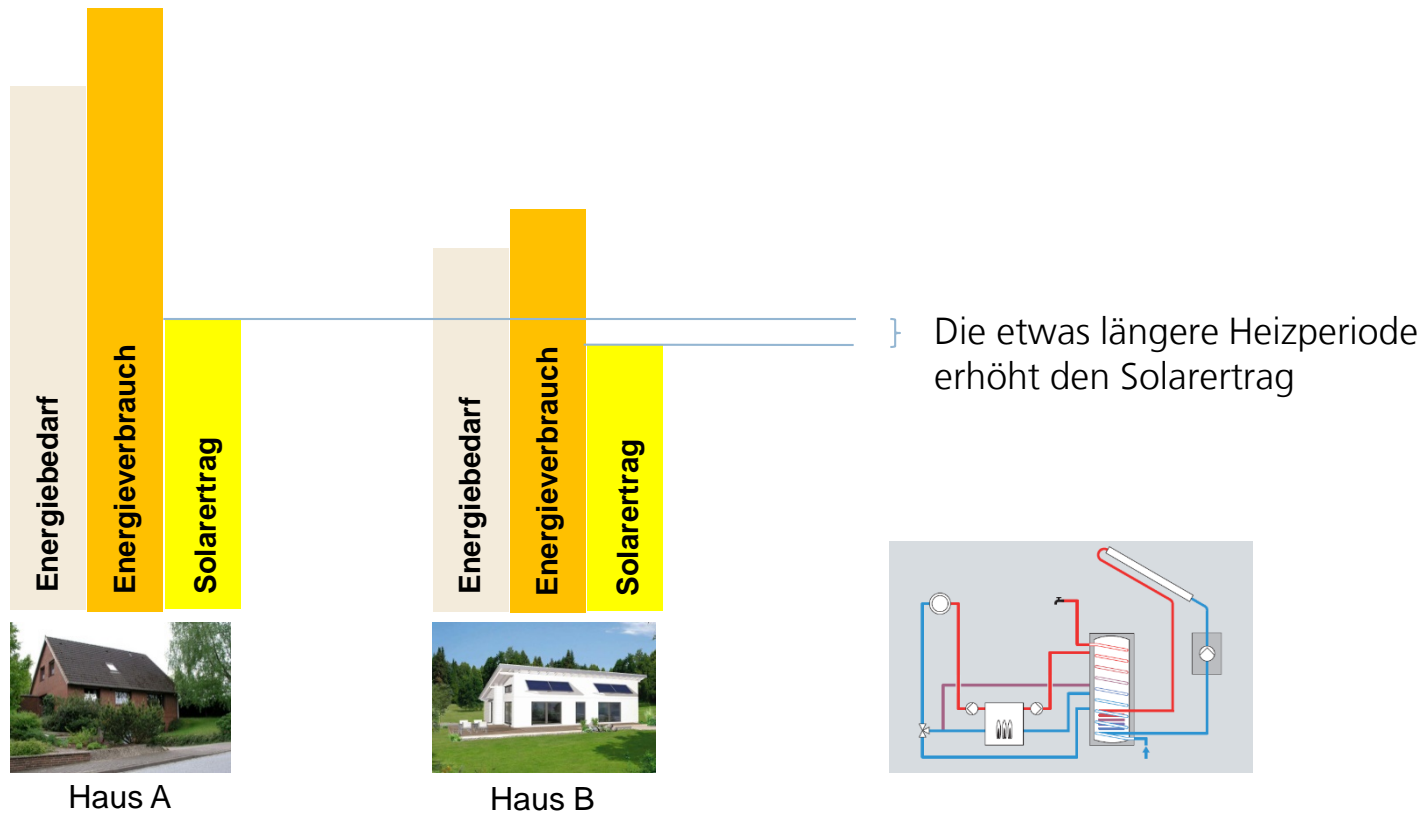 Energiebedarf
Energieverbrauch
Solarertrag
Energiebedarf
Energieverbrauch
Solarertrag
Die etwas längere Heizperiode
erhöht den Solarertrag
Haus A
Haus B